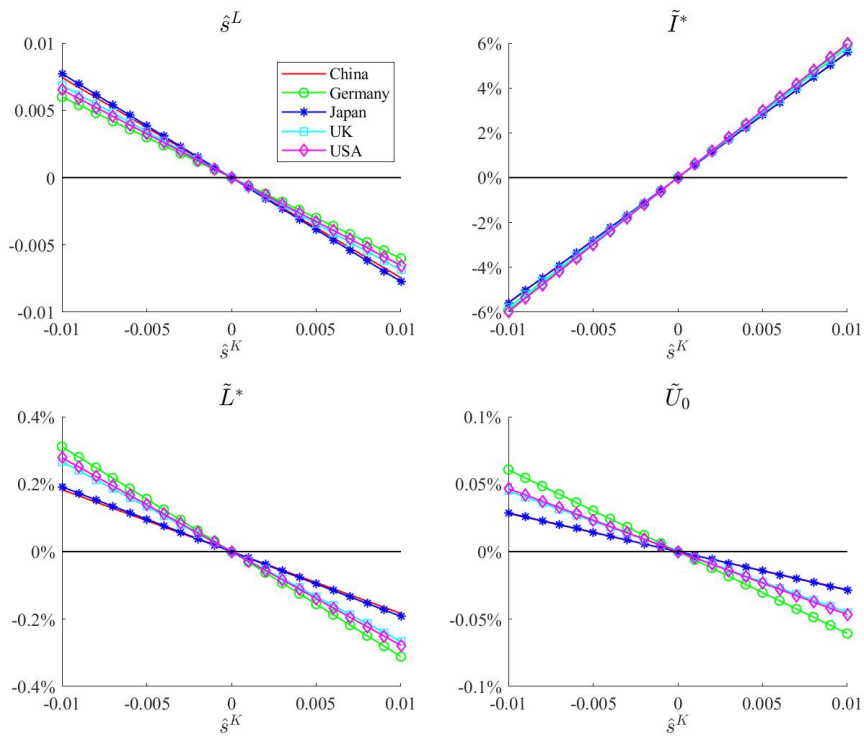 ŝ^L
0.01
0.005
0
-0.005
-0.01
-0.01 -0.005 0 0.005 0.01
ŝ^K
China
Germany
Japan
UK
USA
Ĩ*
6%
4%
2%
0%
-2%
-4%
-6%
-0.01 -0.005 0 0.005 0.01
ŝ^K
L̃*
0.4%
0.2%
0%
-0.2%
-0.4%
-0.01 -0.005 0 0.005 0.01
ŝ^K
Ũ₀
0.1%
0.05%
0%
-0.05%
-0.1%
-0.01 -0.005 0 0.005 0.01
ŝ^K